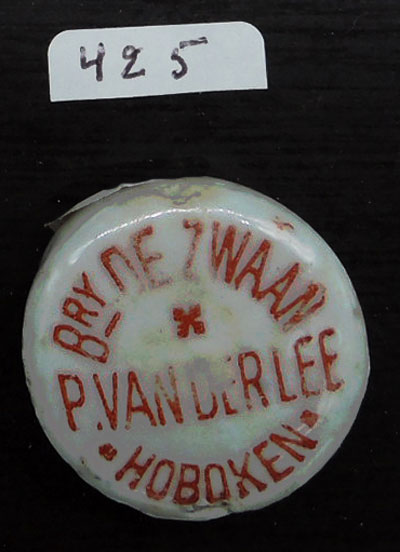 425
BRY DE ZWAAN
P. VAN DER LEE
HOBOKEN